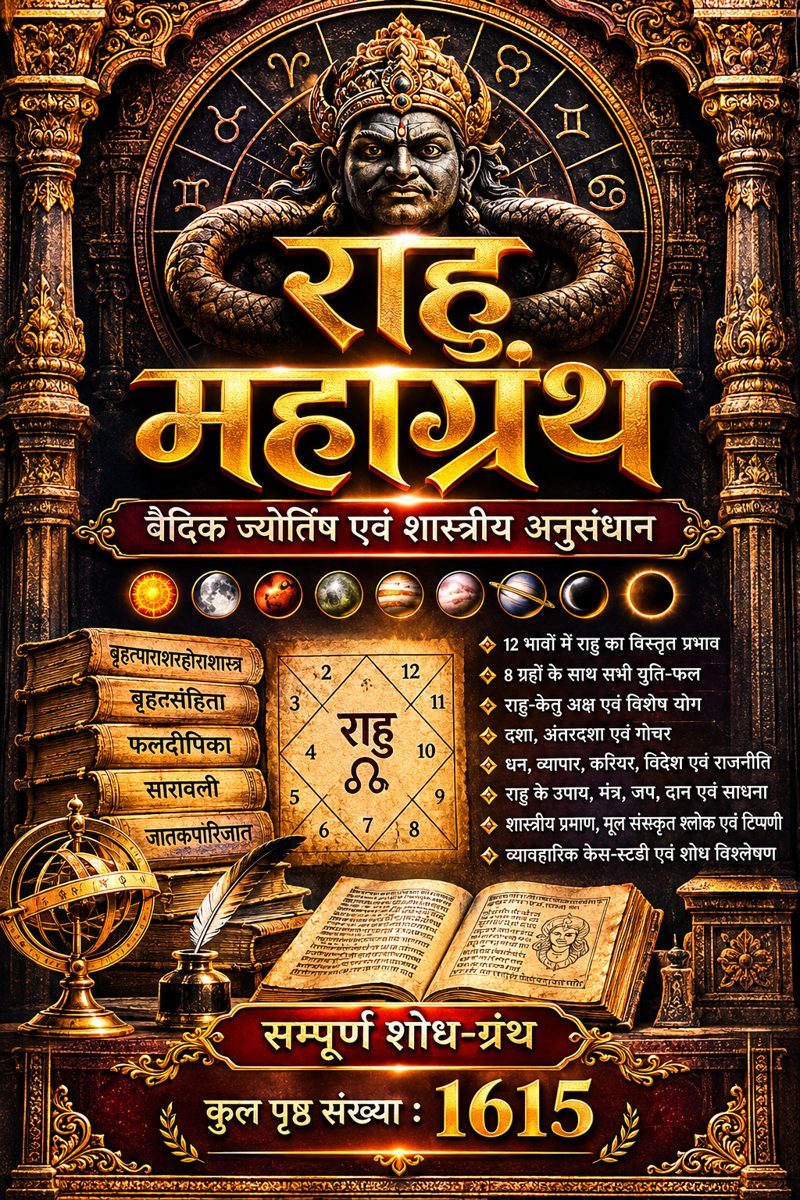 राहु
महाग्रंथ
बैदिक ज्योर्तिष एवं शास्त्रीय अनुसंधान
बृहत्पाराशरहोराशास्त्र
बृहत्संहिता
फलदीपिका
सारावली
जातकपारिजात
2 12
3 11
राहु
4 10
5 9
6 7 8
12 भावों में राहु का विस्तृत प्रभाव
8 ग्रहों के साथ सभी युति-फल
राहु-केतु अक्ष एवं विशेष योग
दशा, अंतरदशा एवं गोचर
धन, व्यापार, करियर, विदेश एवं राजनीति
राहु के उपाय, मंत्र, जप, दान एवं साधना
शास्त्रीय प्रमाण, मूल संस्कृत श्लोक एवं टिप्पणी
व्यावहारिक केस-स्टडी एवं शोध विश्लेषण
सम्पूर्ण शोध-ग्रंथ
कुल पृष्ठ संख्या : 1615